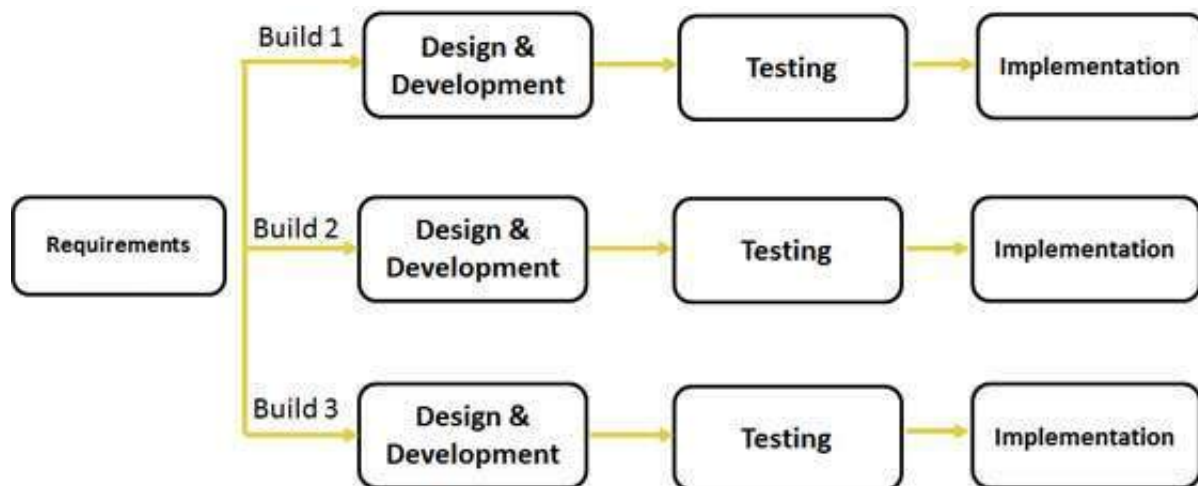 Build 1
Design &
Development
Testing
Implementation
Requirements
Build 2
Design &
Development
Testing
Implementation
Build 3
Design &
Development
Testing
Implementation